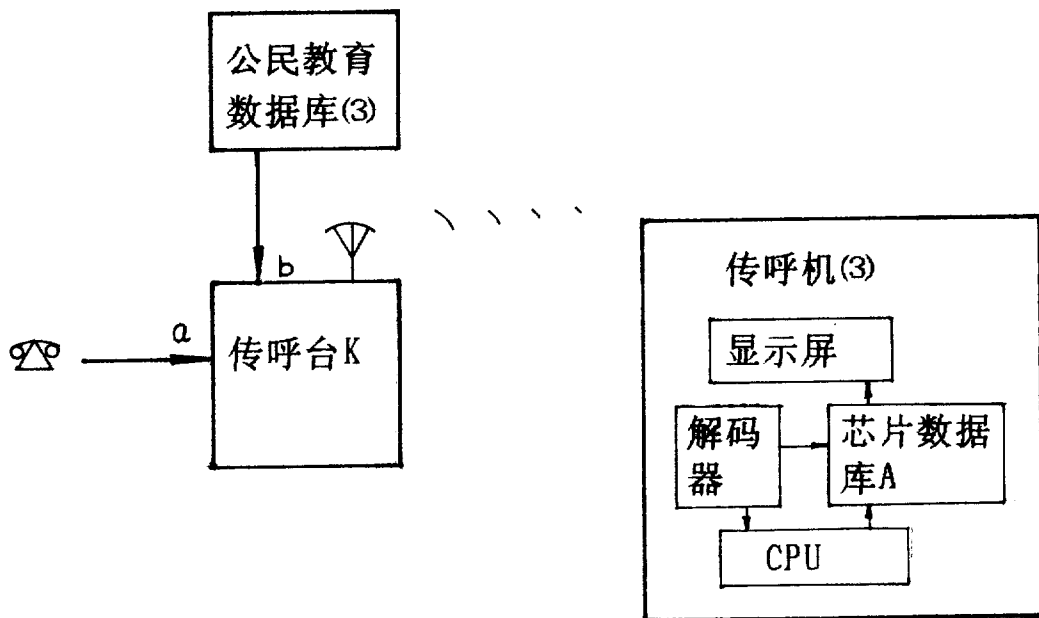 公民教育
数据库(3)
b
a
传呼台K
传呼机(3)
显示屏
解码
器
芯片数据
库A
CPU